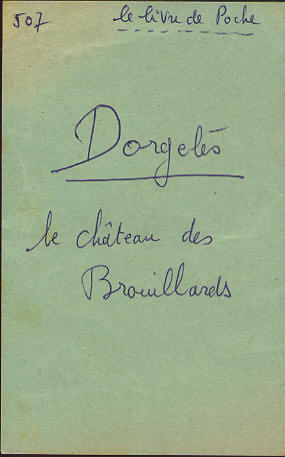 507 le livre de Poche
Dorgelès
le château des
Brouillards